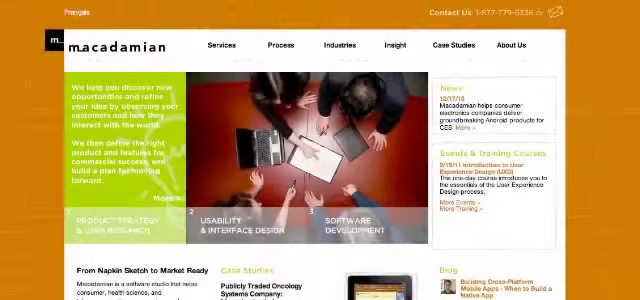 Français
Contact Us: 1-877-779-6336 or
m...
macadamian
Services Process Industries Insight Case Studies About Us
We help you discover new
opportunities and refine
your idea by observing your
customers and how they
interact with the world.
We then define the right
product and features for
commercial success, and
build a plan for moving
forward.
More >
1 PRODUCT STRATEGY
& USER RESEARCH
2 USABILITY
& INTERFACE DESIGN
3 SOFTWARE
DEVELOPMENT
News
12/17/10
Macadamian helps consumer
electronics companies deliver
groundbreaking Android products for
CES More >
Events & Training Courses
2/15/11 Introduction to User
Experience Design (UXD)
The one-day course introduces you to
the essentials of the User Experience
Design process.
More Events >
More Training >
From Napkin Sketch to Market Ready
Macadamian is a software studio that helps
consumer, health science, and
Case Studies
Publicly Traded Oncology
Systems Company:
Blog
Building Cross-Platform
Mobile Apps - When to Build a
Native App